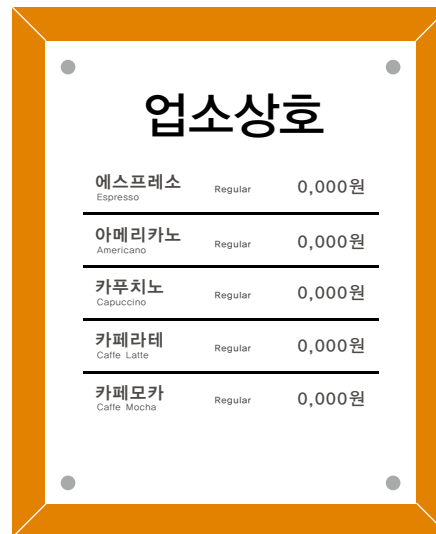 업소상호
에스프레소 Regular 0,000원
Espresso
아메리카노 Regular 0,000원
Americano
카푸치노 Regular 0,000원
Capuccino
카페라테 Regular 0,000원
Caffe Latte
카페모카 Regular 0,000원
Caffe Mocha